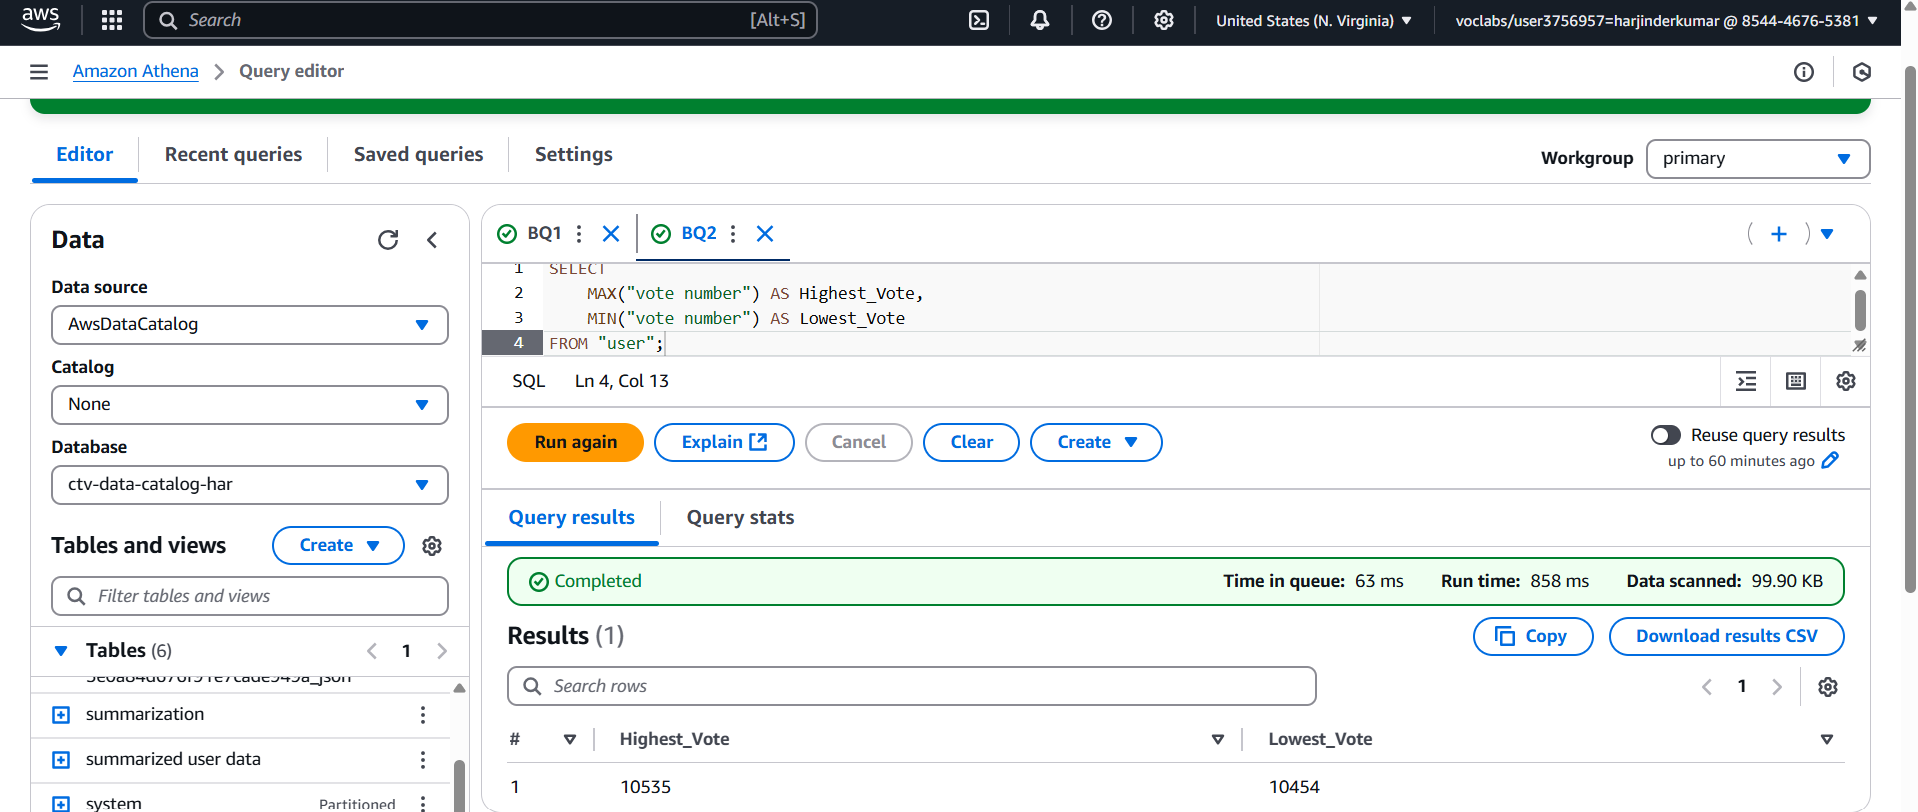 aws
Search [Alt+S]
United States (N. Virginia)
voclabs/user3756957=harjinderkumar @ 8544-4676-5381
Amazon Athena
Query editor
Editor
Recent queries
Saved queries
Settings
Workgroup
primary
Data
Data source
AwsDataCatalog
Catalog
None
Database
ctv-data-catalog-har
Tables and views
Create
Filter tables and views
Tables (6)
1
summarization
summarized user data
system Partitioned
BQ1
BQ2
1 SELECT
2 MAX("vote number") AS Highest_Vote,
3 MIN("vote number") AS Lowest_Vote
4 FROM "user";
SQL Ln 4, Col 13
Run again
Explain
Cancel
Clear
Create
Reuse query results
up to 60 minutes ago
Query results
Query stats
Completed
Time in queue: 63 ms Run time: 858 ms Data scanned: 99.90 KB
Results (1)
Copy
Download results CSV
Search rows
1
# Highest_Vote Lowest_Vote
1 10535 10454